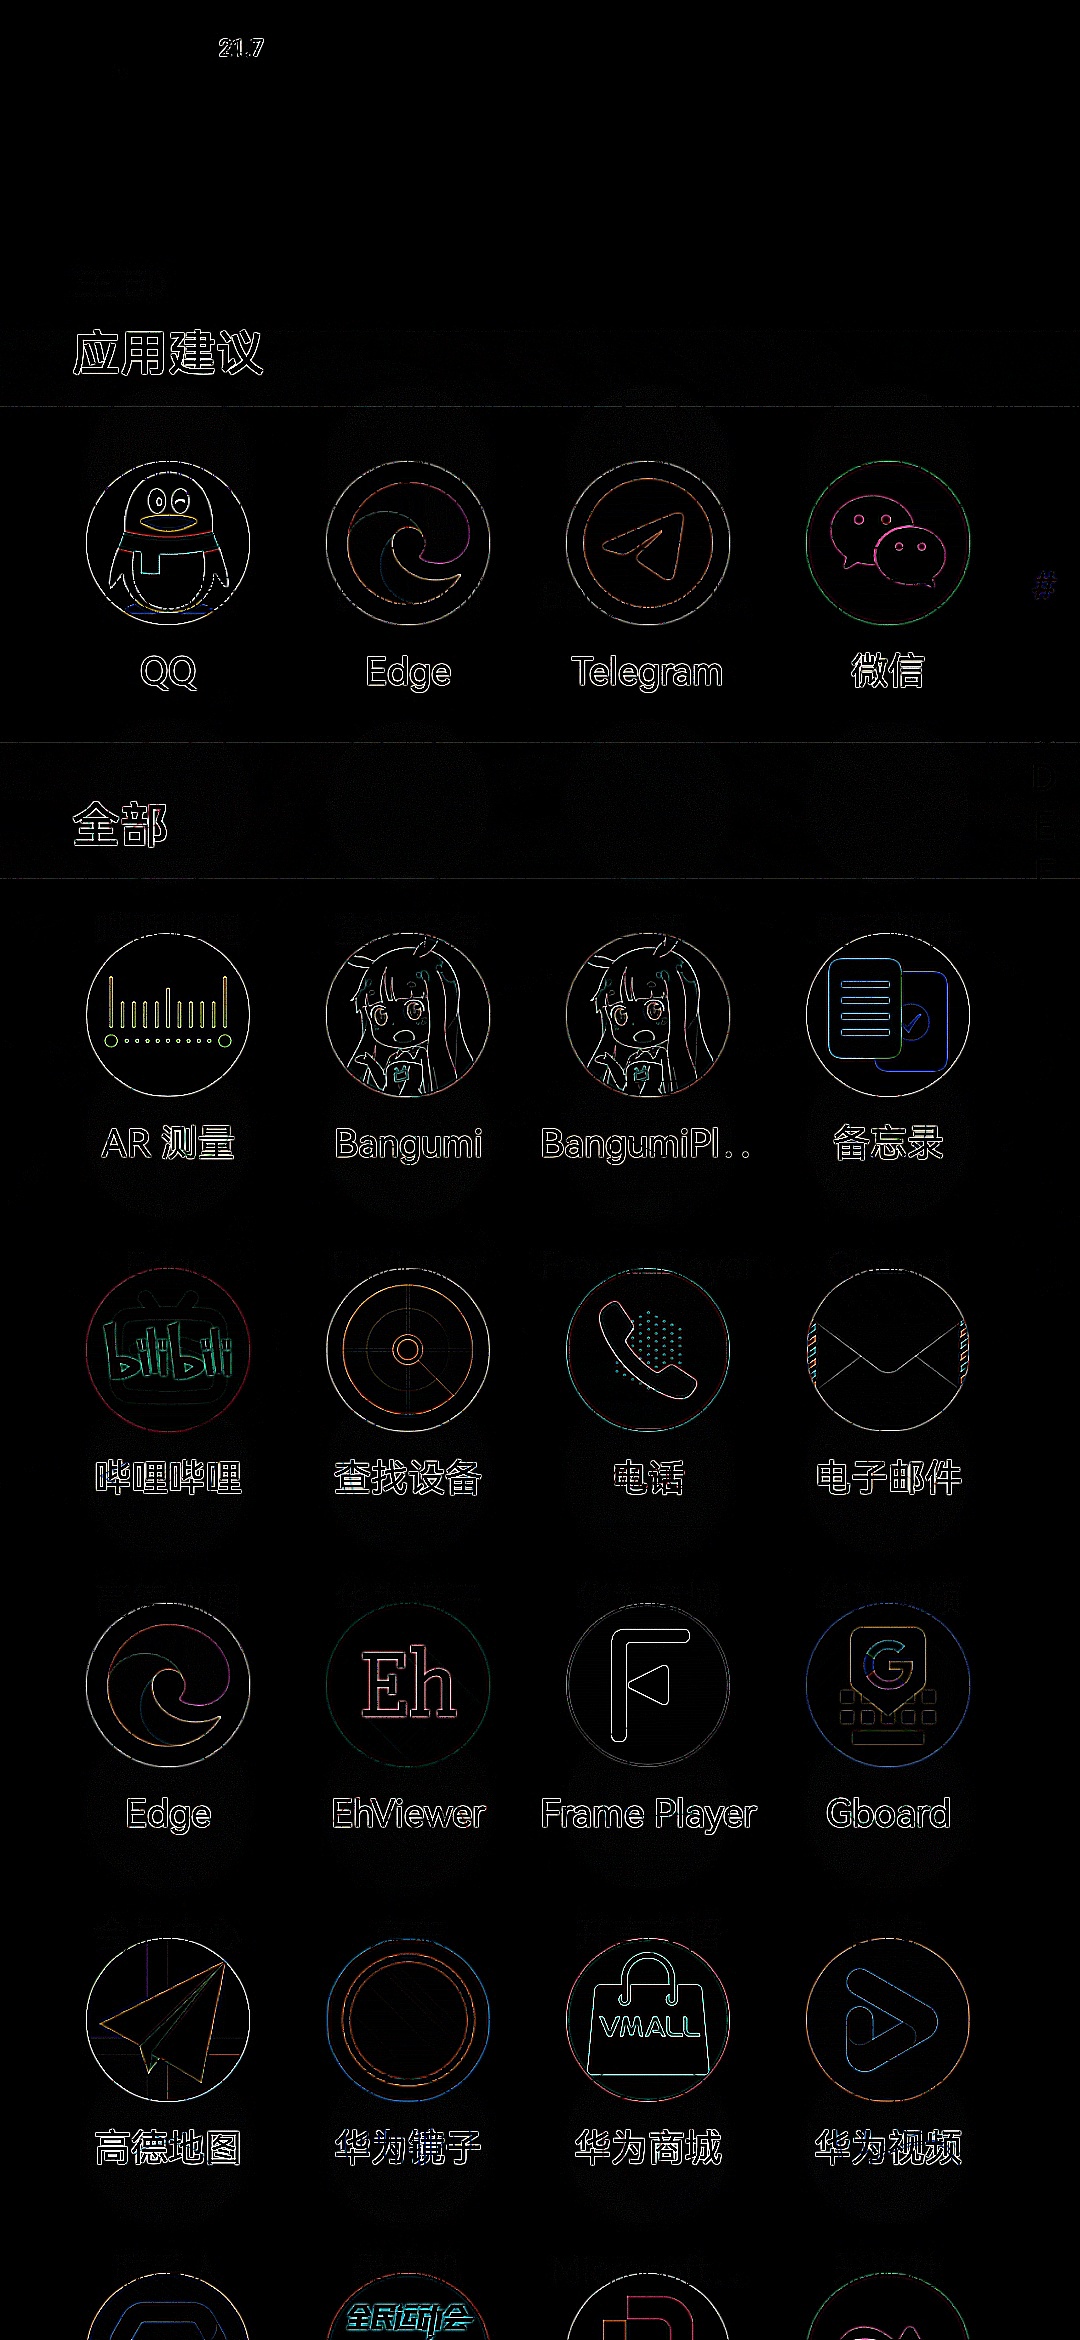 21.7
应用建议
QQ Edge Telegram 微信
#
全部
AR 测量 Bangumi BangumiPl.. 备忘录
bilibili
哔哩哔哩 查找设备 电话 电子邮件
Eh F G
Edge EhViewer Frame Player Gboard
VMALL
高德地图 华为镜子 华为商城 华为视频
全民运动会